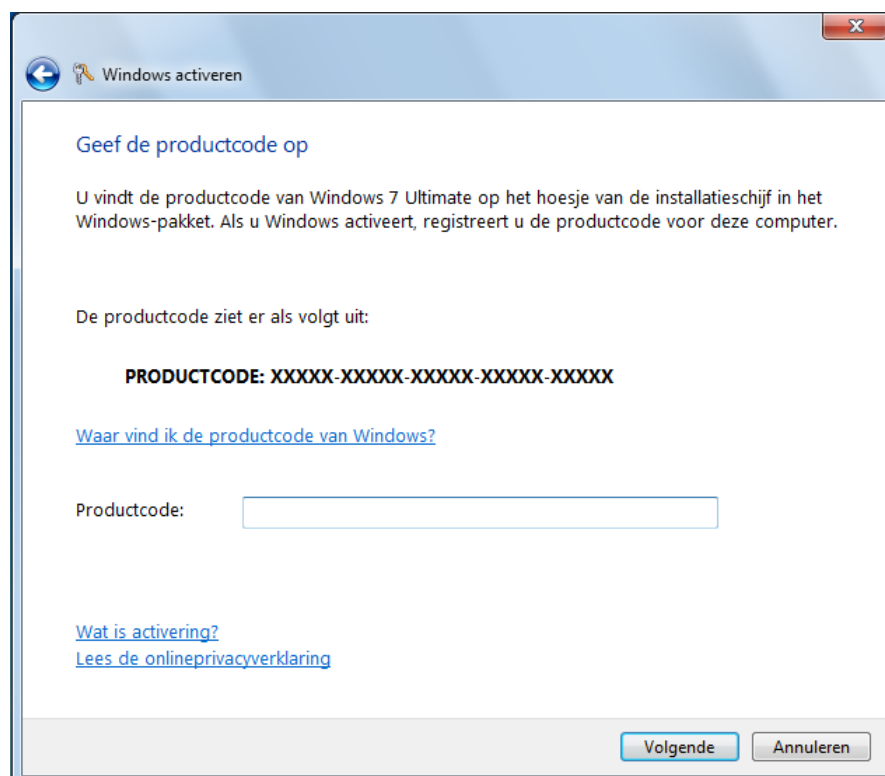 Windows activeren
Geef de productcode op
U vindt de productcode van Windows 7 Ultimate op het hoesje van de installatieschijf in het
Windows-pakket. Als u Windows activeert, registreert u de productcode voor deze computer.
De productcode ziet er als volgt uit:
PRODUCTCODE: XXXXX-XXXXX-XXXXX-XXXXX-XXXXX
Waar vind ik de productcode van Windows?
Productcode:
Wat is activering?
Lees de onlineprivacyverklaring
Volgende Annuleren